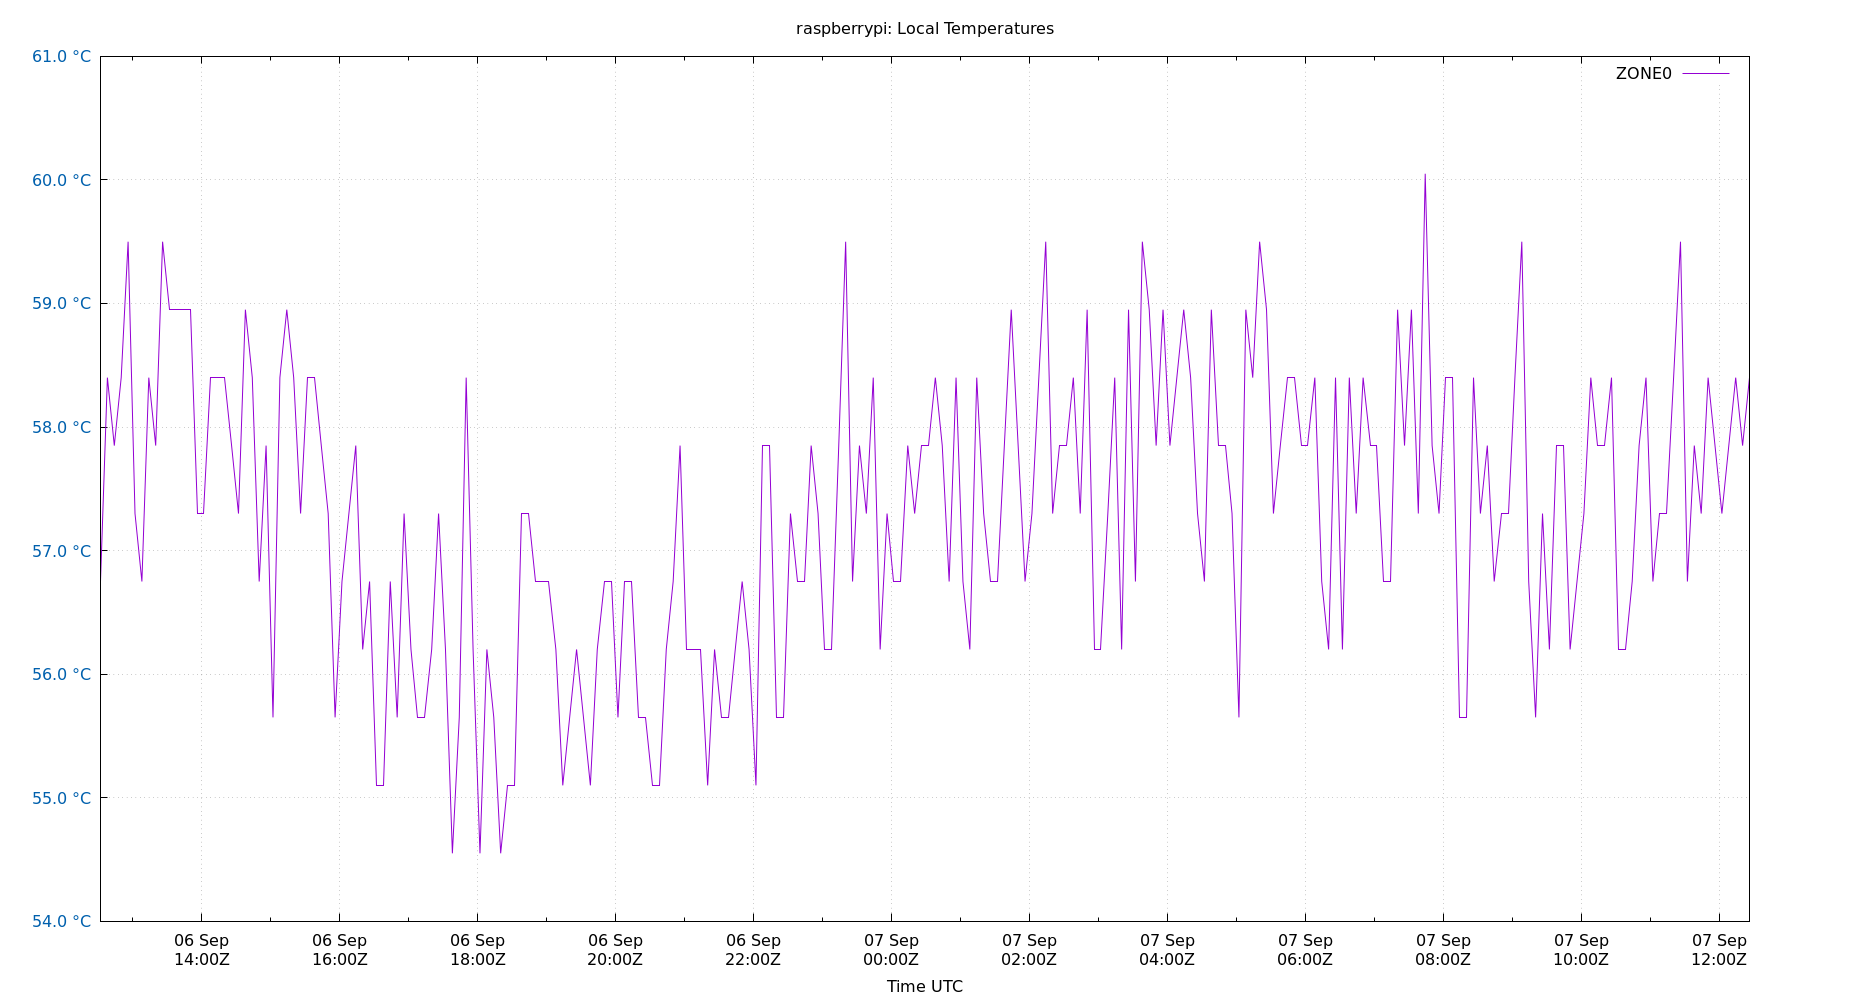 raspberrypi: Local Temperatures
61.0 °C
ZONE0
60.0 °C
59.0 °C
58.0 °C
57.0 °C
56.0 °C
55.0 °C
54.0 °C
06 Sep 06 Sep 06 Sep 06 Sep 06 Sep 07 Sep 07 Sep 07 Sep 07 Sep 07 Sep 07 Sep 07 Sep
14:00Z 16:00Z 18:00Z 20:00Z 22:00Z 00:00Z 02:00Z 04:00Z 06:00Z 08:00Z 10:00Z 12:00Z
Time UTC